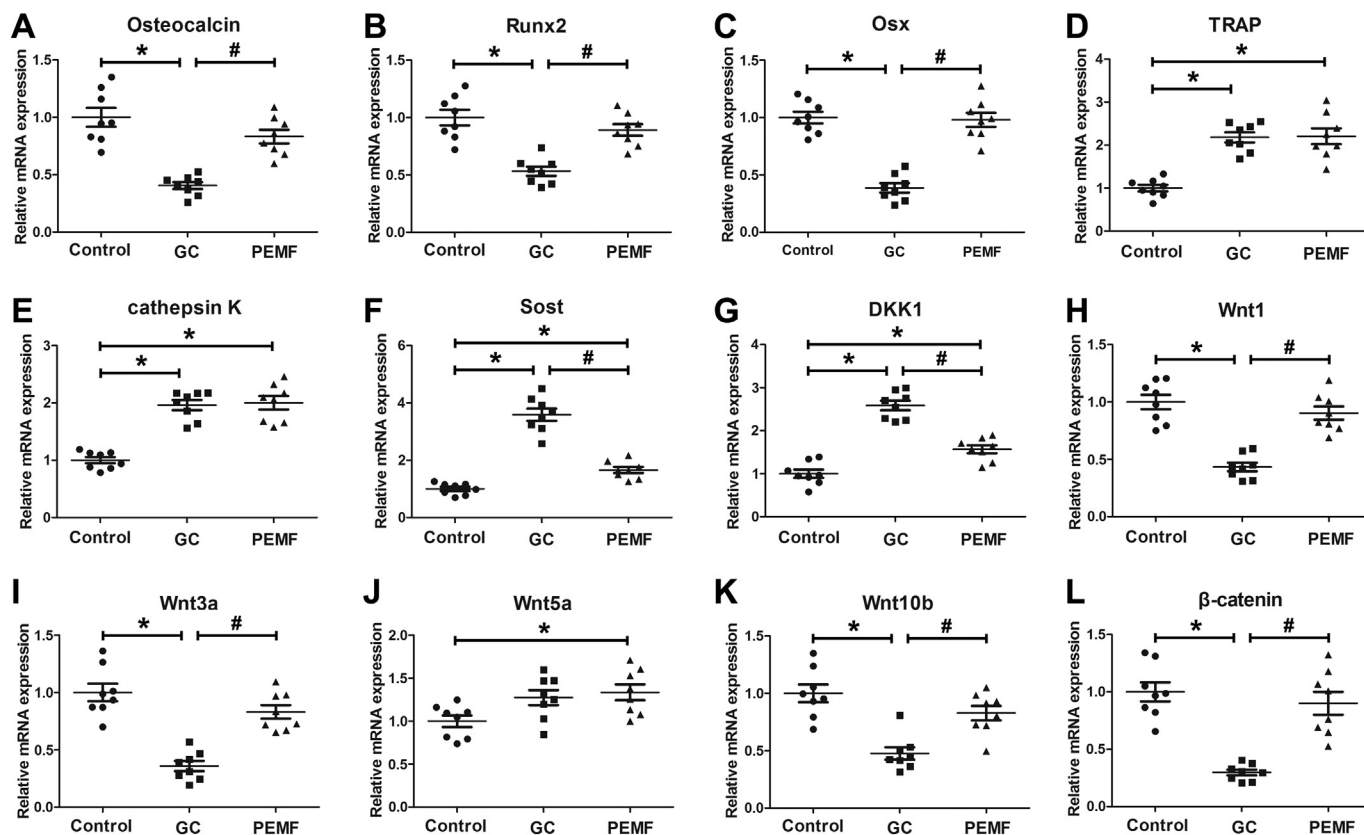 A
Osteocalcin
Relative mRNA expression
1.5
1.0
0.5
0.0
*
#
Control
GC
PEMF
B
Runx2
Relative mRNA expression
1.5
1.0
0.5
0.0
*
#
Control
GC
PEMF
C
Osx
Relative mRNA expression
1.5
1.0
0.5
0.0
*
#
Control
GC
PEMF
D
TRAP
Relative mRNA expression
4
3
2
1
0
*
*
Control
GC
PEMF
E
cathepsin K
Relative mRNA expression
3
2
1
0
*
*
Control
GC
PEMF
F
Sost
Relative mRNA expression
6
4
2
0
*
*
#
Control
GC
PEMF
G
DKK1
Relative mRNA expression
4
3
2
1
0
*
*
#
Control
GC
PEMF
H
Wnt1
Relative mRNA expression
1.5
1.0
0.5
0.0
*
#
Control
GC
PEMF
I
Wnt3a
Relative mRNA expression
1.5
1.0
0.5
0.0
*
#
Control
GC
PEMF
J
Wnt5a
Relative mRNA expression
2.0
1.5
1.0
0.5
0.0
*
Control
GC
PEMF
K
Wnt10b
Relative mRNA expression
1.5
1.0
0.5
0.0
*
#
Control
GC
PEMF
L
β-catenin
Relative mRNA expression
1.5
1.0
0.5
0.0
*
#
Control
GC
PEMF